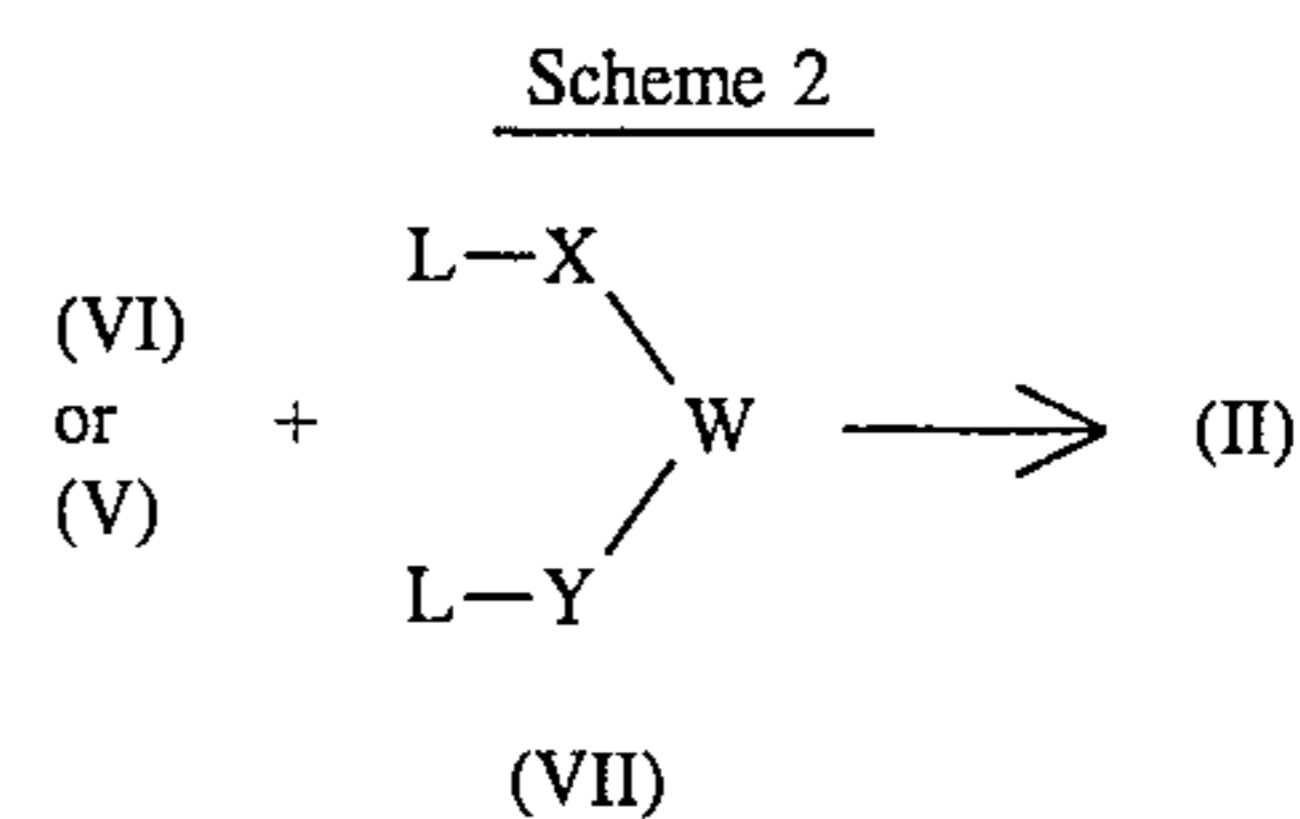 Scheme 2
L—X
(VI)
or + W (II)
(V)
L—Y
(VII)